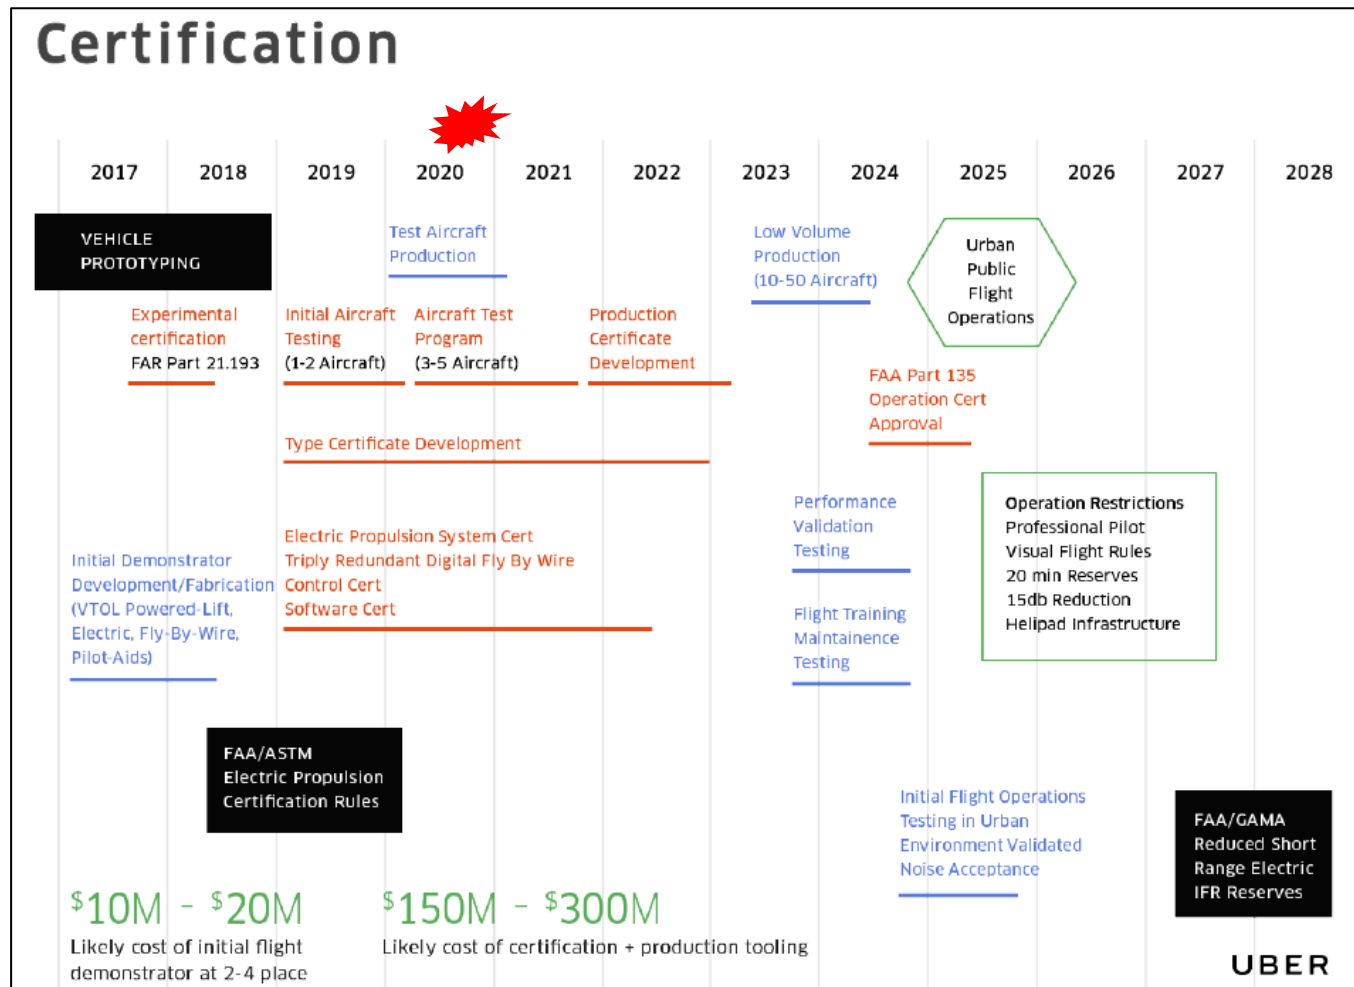 Certification
2017 2018 2019 2020 2021 2022 2023 2024 2025 2026 2027 2028
VEHICLE
PROTOTYPING
Test Aircraft
Production
Low Volume
Production
(10-50 Aircraft)
Urban
Public
Flight
Operations
Experimental
certification
FAR Part 21.193
Initial Aircraft
Testing
(1-2 Aircraft)
Aircraft Test
Program
(3-5 Aircraft)
Production
Certificate
Development
FAA Part 135
Operation Cert
Approval
Type Certificate Development
Electric Propulsion System Cert
Triply Redundant Digital Fly By Wire
Control Cert
Software Cert
Initial Demonstrator
Development/Fabrication
(VTOL Powered-Lift,
Electric, Fly-By-Wire,
Pilot-Aids)
Performance
Validation
Testing
Flight Training
Maintainence
Testing
Operation Restrictions
Professional Pilot
Visual Flight Rules
20 min Reserves
15db Reduction
Helipad Infrastructure
FAA/ASTM
Electric Propulsion
Certification Rules
Initial Flight Operations
Testing in Urban
Environment Validated
Noise Acceptance
FAA/GAMA
Reduced Short
Range Electric
IFR Reserves
$10M - $20M
Likely cost of initial flight
demonstrator at 2-4 place
$150M - $300M
Likely cost of certification + production tooling
UBER